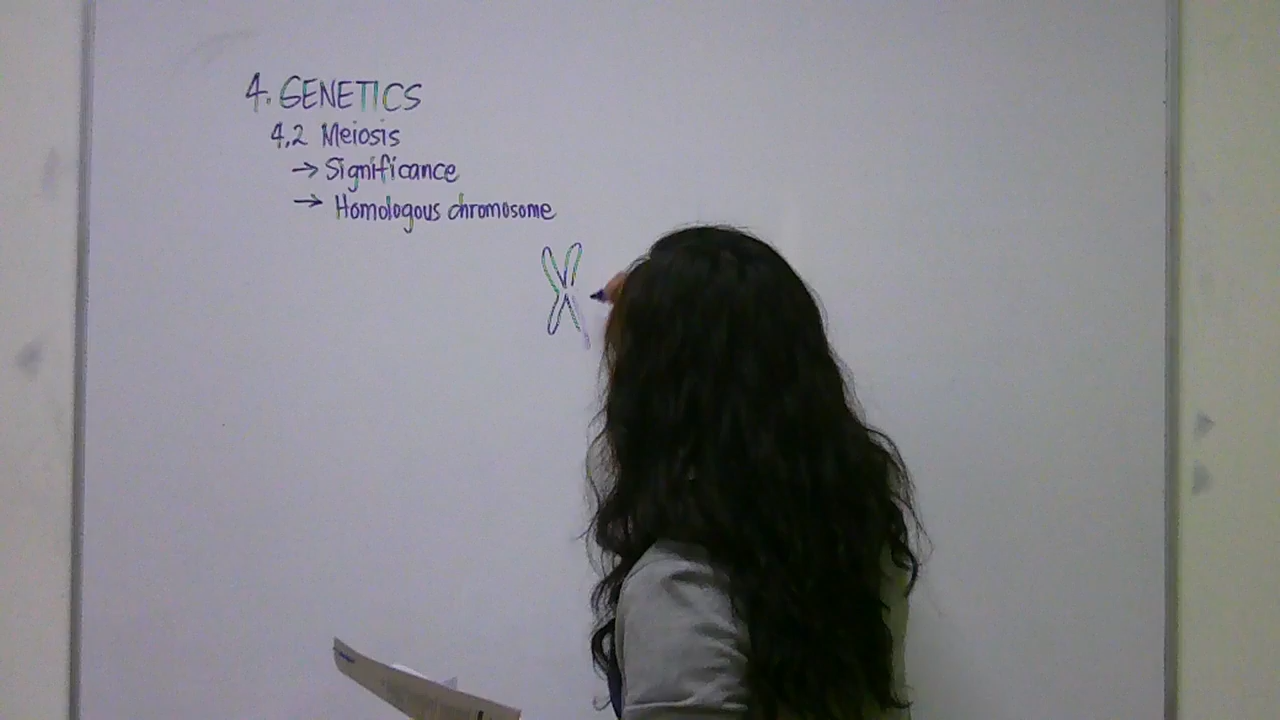 4. GENETICS
4.2 Meiosis
→ Significance
→ Homologous chromosome